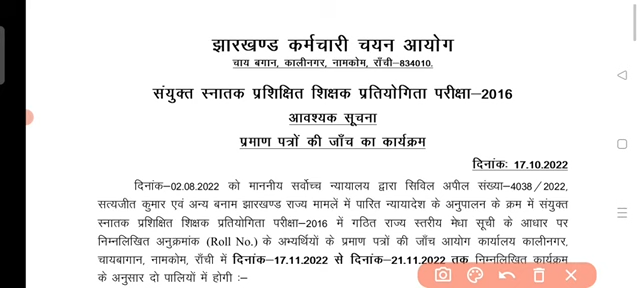 झारखण्ड कर्मचारी चयन आयोग
चाय बगान, कालीनगर, नामकोम, राँची–834010.
संयुक्त स्नातक प्रशिक्षित शिक्षक प्रतियोगिता परीक्षा–2016
आवश्यक सूचना
प्रमाण पत्रों की जाँच का कार्यक्रम
दिनांकः 17.10.2022
दिनांक–02.08.2022 को माननीय सर्वोच्च न्यायालय द्वारा सिविल अपील संख्या–4038/2022,
सत्यजीत कुमार एवं अन्य बनाम झारखण्ड राज्य मामलें में पारित न्यायादेश के अनुपालन के क्रम में संयुक्त
स्नातक प्रशिक्षित शिक्षक प्रतियोगिता परीक्षा–2016 में गठित राज्य स्तरीय मेधा सूची के आधार पर
निम्नलिखित अनुक्रमांक (Roll No.) के अभ्यर्थियों के प्रमाण पत्रों की जाँच आयोग कार्यालय कालीनगर,
चायबागान, नामकोम, राँची में दिनांक–17.11.2022 से दिनांक–21.11.2022 तक निम्नलिखित कार्यक्रम
के अनुसार दो पालियों में होगी :–